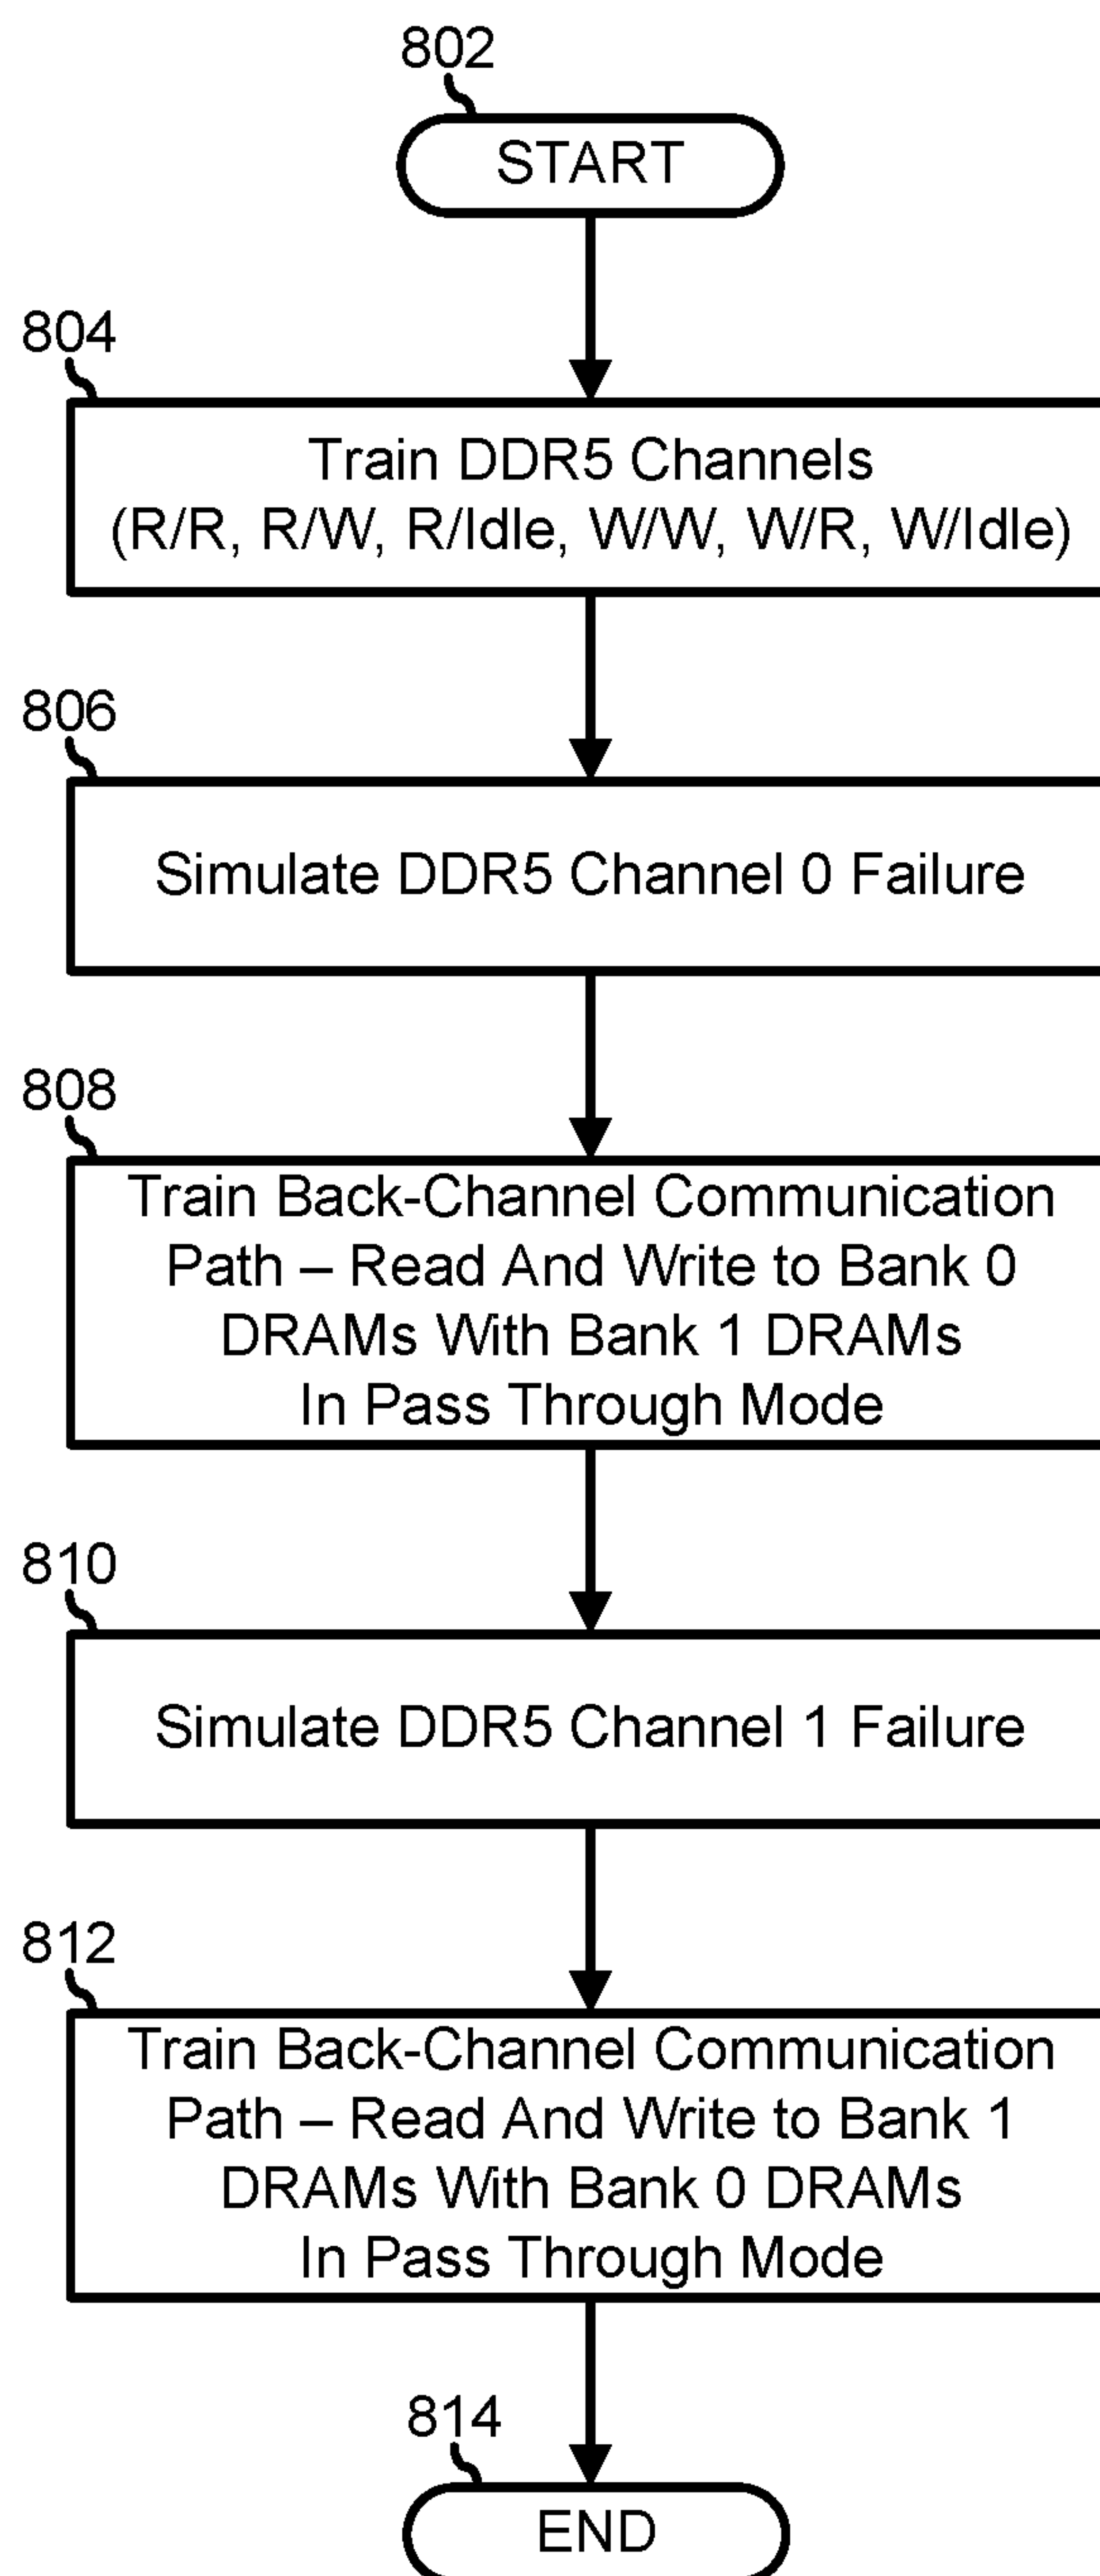 802
START
804
Train DDR5 Channels
(R/R, R/W, R/Idle, W/W, W/R, W/Idle)
806
Simulate DDR5 Channel 0 Failure
808
Train Back-Channel Communication
Path – Read And Write to Bank 0
DRAMs With Bank 1 DRAMs
In Pass Through Mode
810
Simulate DDR5 Channel 1 Failure
812
Train Back-Channel Communication
Path – Read And Write to Bank 1
DRAMs With Bank 0 DRAMs
In Pass Through Mode
814
END